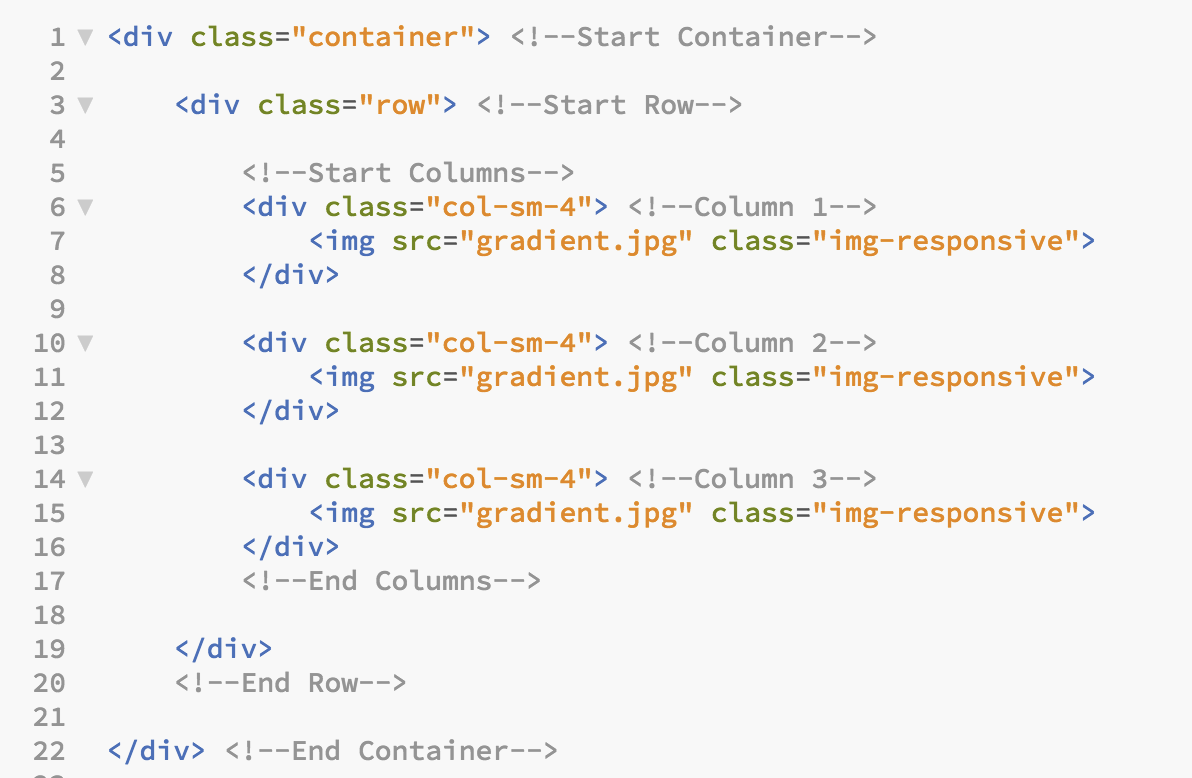 1 ▼ <div class="container"> <!--Start Container-->
2
3 ▼ <div class="row"> <!--Start Row-->
4
5 <!--Start Columns-->
6 ▼ <div class="col-sm-4"> <!--Column 1-->
7 <img src="gradient.jpg" class="img-responsive">
8 </div>
9
10 ▼ <div class="col-sm-4"> <!--Column 2-->
11 <img src="gradient.jpg" class="img-responsive">
12 </div>
13
14 ▼ <div class="col-sm-4"> <!--Column 3-->
15 <img src="gradient.jpg" class="img-responsive">
16 </div>
17 <!--End Columns-->
18
19 </div>
20 <!--End Row-->
21
22 </div> <!--End Container-->